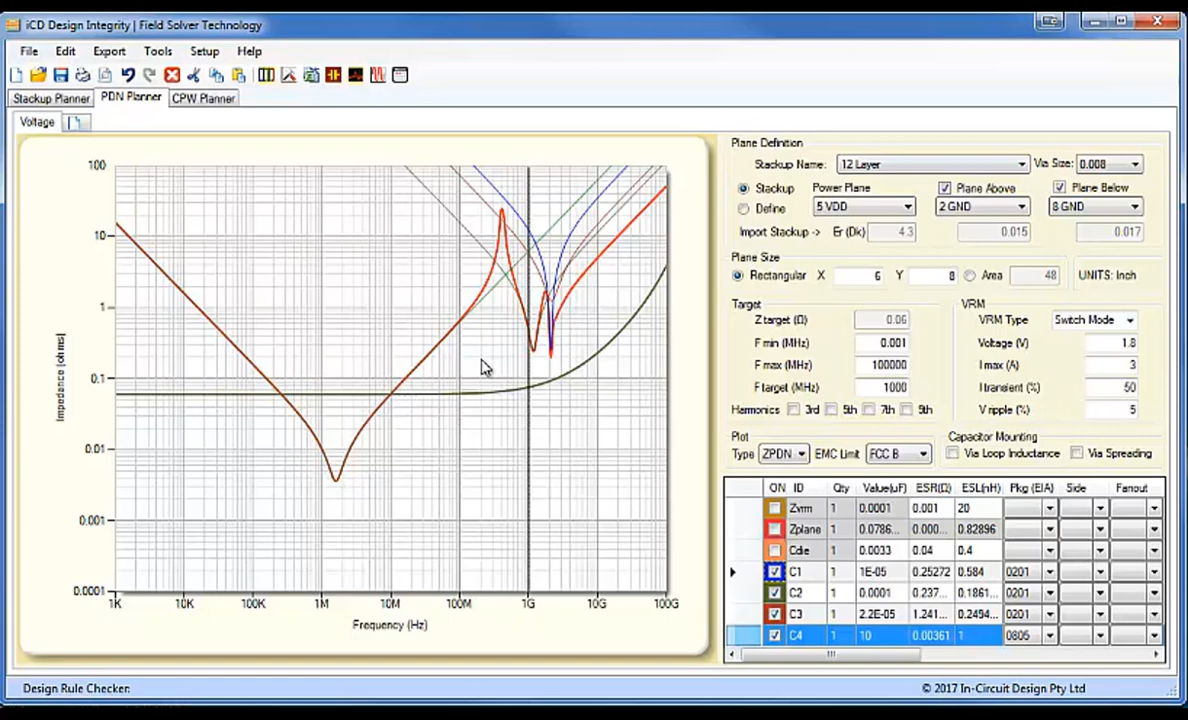 iCD Design Integrity | Field Solver Technology
File Edit Export Tools Setup Help
Stackup Planner PDN Planner CPW Planner
Voltage
Plane Definition
Stackup Name: 12 Layer Via Size: 0.008
Stackup Power Plane Plane Above Plane Below
Define 5 VDD 2 GND 8 GND
Import Stackup -> Er (Dk) 4.3 0.015 0.017
Plane Size
Rectangular X 6 Y 8 Area 48 UNITS: Inch
Target VRM
Z target (Ω) 0.06 VRM Type Switch Mode
F min (MHz) 0.001 Voltage (V) 1.8
F max (MHz) 100000 I max (A) 3
F target (MHz) 1000 I transient (%) 50
Harmonics 3rd 5th 7th 9th V ripple (%) 5
Plot Capacitor Mounting
Type ZPDN EMC Limit FCC B Via Loop Inductance Via Spreading
ON ID Qty Value(uF) ESR(Ω) ESL(nH) Pkg (EIA) Side Fanout
Zvrm 1 0.0001 0.001 20
Zplane 1 0.0786... 0.000... 0.82896
Cdie 1 0.0033 0.04 0.4
C1 1 1E-05 0.25272 0.584 0201
C2 1 0.0001 0.237... 0.1861... 0201
C3 1 2.2E-05 1.241... 0.2494... 0201
C4 1 10 0.00361 1 0805
100
10
1
0.1
0.01
0.001
0.0001
Impedance (ohms)
1K 10K 100K 1M 10M 100M 1G 10G 100G
Frequency (Hz)
Design Rule Checker: © 2017 In-Circuit Design Pty Ltd